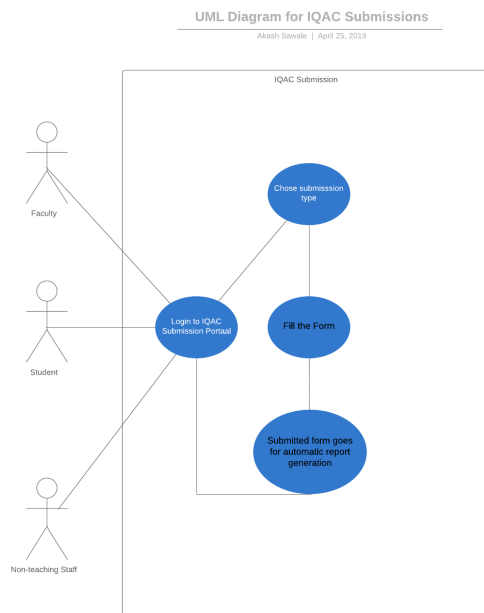 UML Diagram for IQAC Submissions
Akash Sawale | April 25, 2019
IQAC Submission
Chose submisssion
type
Faculty
Login to IQAC
Submission Portaal
Fill the Form
Student
Submitted form goes
for automatic report
generation
Non-teaching Staff